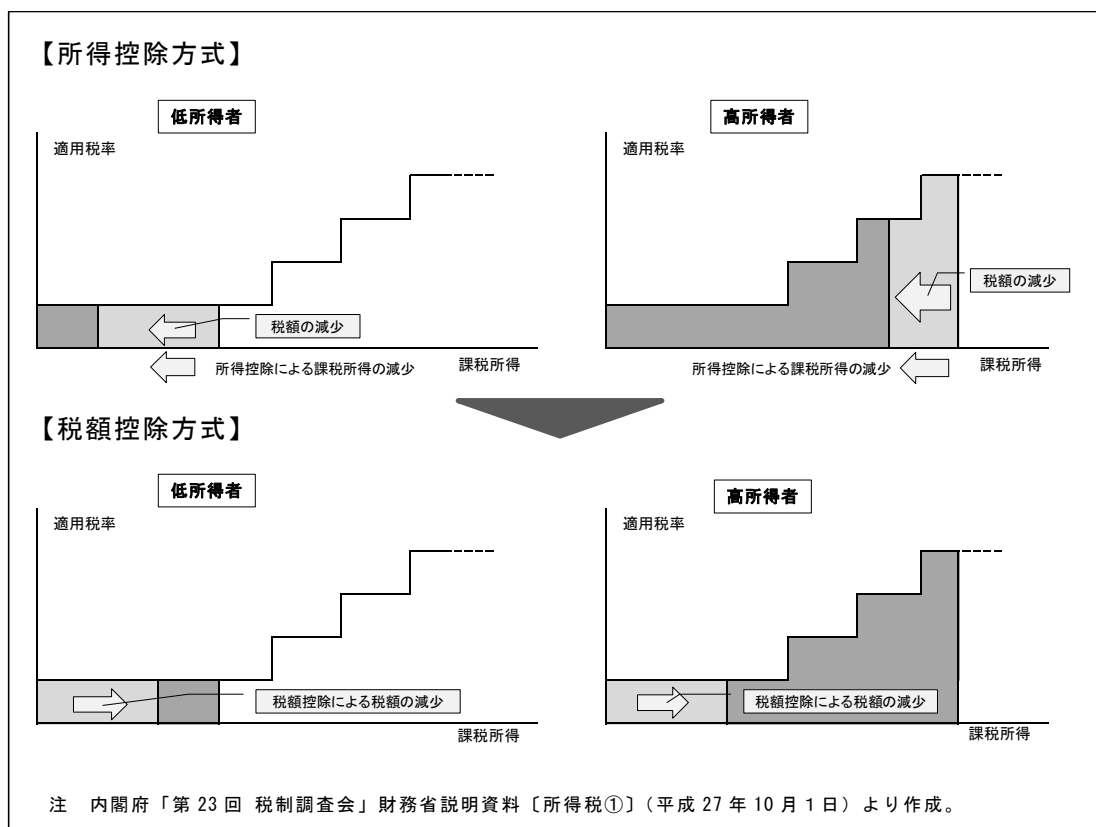 【所得控除方式】
低所得者
適用税率
税額の減少
課税所得
所得控除による課税所得の減少
高所得者
適用税率
税額の減少
課税所得
所得控除による課税所得の減少
【税額控除方式】
低所得者
適用税率
税額控除による税額の減少
課税所得
高所得者
適用税率
税額控除による税額の減少
課税所得
注 内閣府「第 23 回 税制調査会」財務省説明資料〔所得税①〕（平成 27 年 10 月 1 日）より作成。